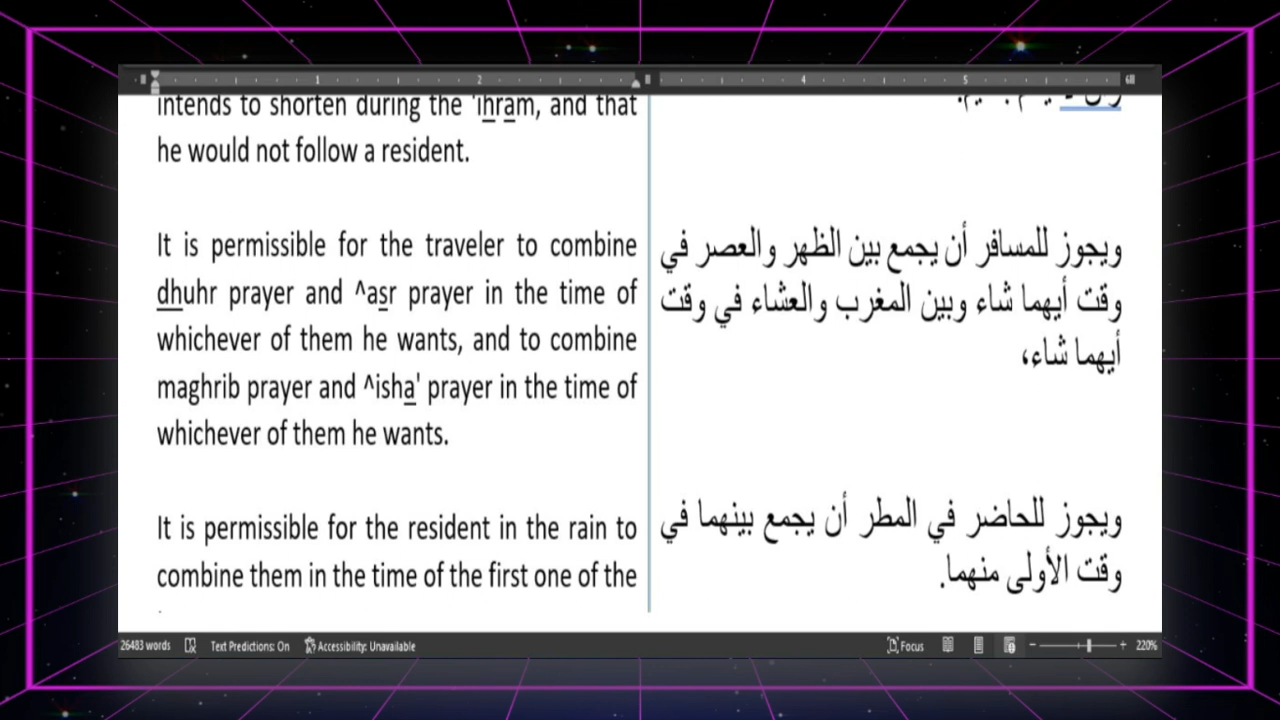 1
2
4
5
6
intends to shorten during the 'ihram, and that
he would not follow a resident.
It is permissible for the traveler to combine
dhuhr prayer and ^asr prayer in the time of
whichever of them he wants, and to combine
maghrib prayer and ^isha' prayer in the time of
whichever of them he wants.
It is permissible for the resident in the rain to
combine them in the time of the first one of the
ويجوز للمسافر أن يجمع بين الظهر والعصر في
وقت أيهما شاء وبين المغرب والعشاء في وقت
أيهما شاء،
ويجوز للحاضر في المطر أن يجمع بينهما في
وقت الأولى منهما.
26483 words Text Predictions: On Accessibility: Unavailable Focus 220%